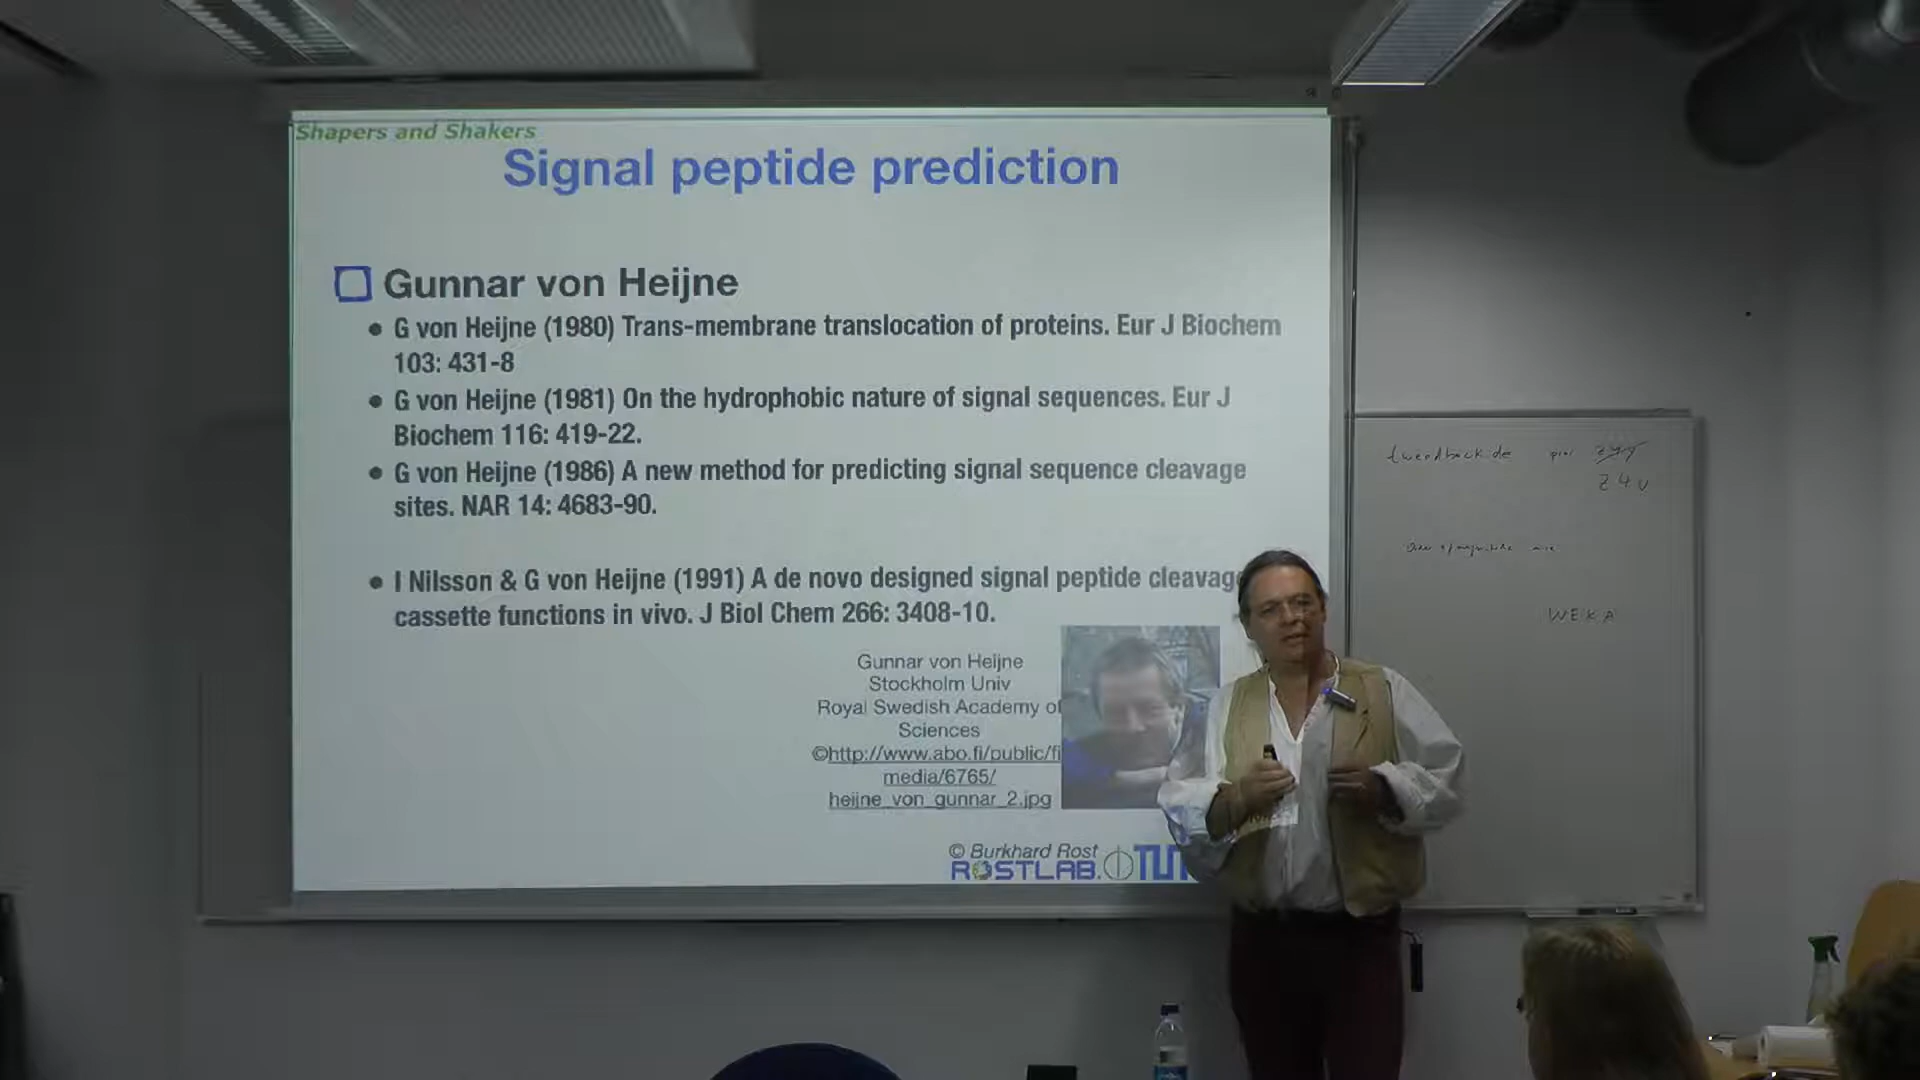 Shapers and Shakers
Signal peptide prediction
Gunnar von Heijne
• G von Heijne (1980) Trans-membrane translocation of proteins. Eur J Biochem
103: 431-8
• G von Heijne (1981) On the hydrophobic nature of signal sequences. Eur J
Biochem 116: 419-22.
• G von Heijne (1986) A new method for predicting signal sequence cleavage
sites. NAR 14: 4683-90.
• I Nilsson & G von Heijne (1991) A de novo designed signal peptide cleavag
cassette functions in vivo. J Biol Chem 266: 3408-10.
Gunnar von Heijne
Stockholm Univ
Royal Swedish Academy of
Sciences
©http://www.abo.fi/public/fi
media/6765/
heijne_von_gunnar_2.jpg
© Burkhard Rost
ROSTLAB. TUM
tweedback.de
Z4U
WEKA